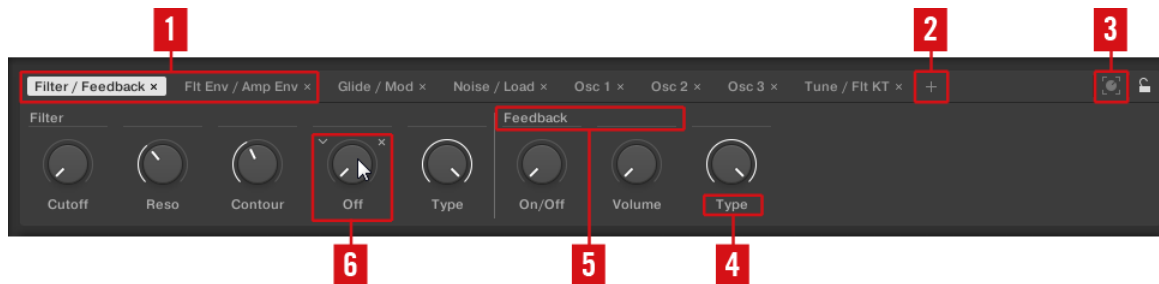 1 2 3
Filter / Feedback × Flt Env / Amp Env × Glide / Mod × Noise / Load × Osc 1 × Osc 2 × Osc 3 × Tune / Flt KT × +
Filter Feedback
Cutoff Reso Contour Off Type On/Off Volume Type
6 5 4